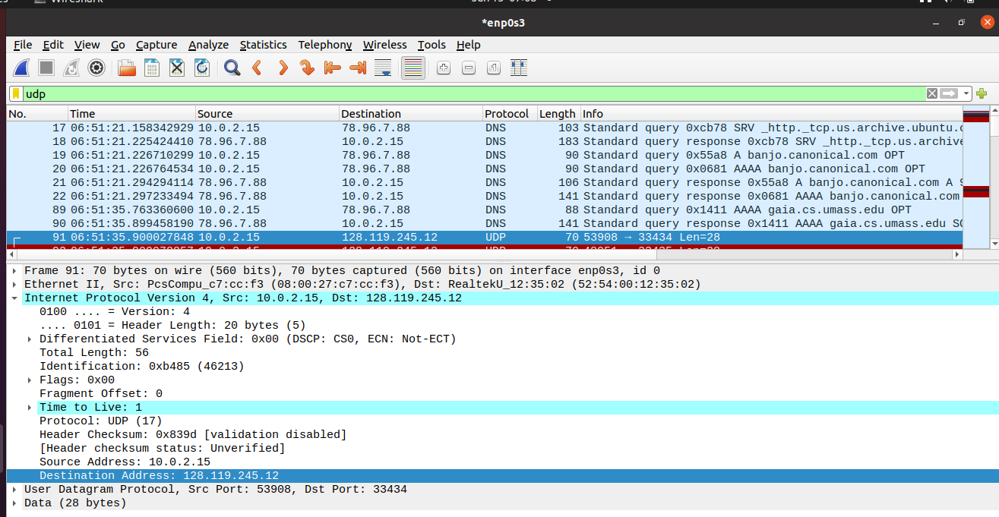 Wireshark
*enp0s3
File Edit View Go Capture Analyze Statistics Telephony Wireless Tools Help
udp
No. Time Source Destination Protocol Length Info
17 06:51:21.158342929 10.0.2.15 78.96.7.88 DNS 103 Standard query 0xcb78 SRV _http._tcp.us.archive.ubuntu.c
18 06:51:21.225424410 78.96.7.88 10.0.2.15 DNS 183 Standard query response 0xcb78 SRV _http._tcp.us.archive
19 06:51:21.226710299 10.0.2.15 78.96.7.88 DNS 90 Standard query 0x55a8 A banjo.canonical.com OPT
20 06:51:21.226764534 10.0.2.15 78.96.7.88 DNS 90 Standard query 0x0681 AAAA banjo.canonical.com OPT
21 06:51:21.294294114 78.96.7.88 10.0.2.15 DNS 106 Standard query response 0x55a8 A banjo.canonical.com A 9
22 06:51:21.297233494 78.96.7.88 10.0.2.15 DNS 141 Standard query response 0x0681 AAAA banjo.canonical.com
89 06:51:35.763360600 10.0.2.15 78.96.7.88 DNS 88 Standard query 0x1411 AAAA gaia.cs.umass.edu OPT
90 06:51:35.899458190 78.96.7.88 10.0.2.15 DNS 141 Standard query response 0x1411 AAAA gaia.cs.umass.edu SO
91 06:51:35.900027848 10.0.2.15 128.119.245.12 UDP 70 53908 → 33434 Len=28
Frame 91: 70 bytes on wire (560 bits), 70 bytes captured (560 bits) on interface enp0s3, id 0
Ethernet II, Src: PcsCompu_c7:cc:f3 (08:00:27:c7:cc:f3), Dst: RealtekU_12:35:02 (52:54:00:12:35:02)
Internet Protocol Version 4, Src: 10.0.2.15, Dst: 128.119.245.12
0100 .... = Version: 4
.... 0101 = Header Length: 20 bytes (5)
Differentiated Services Field: 0x00 (DSCP: CS0, ECN: Not-ECT)
Total Length: 56
Identification: 0xb485 (46213)
Flags: 0x00
Fragment Offset: 0
Time to Live: 1
Protocol: UDP (17)
Header Checksum: 0x839d [validation disabled]
[Header checksum status: Unverified]
Source Address: 10.0.2.15
Destination Address: 128.119.245.12
User Datagram Protocol, Src Port: 53908, Dst Port: 33434
Data (28 bytes)